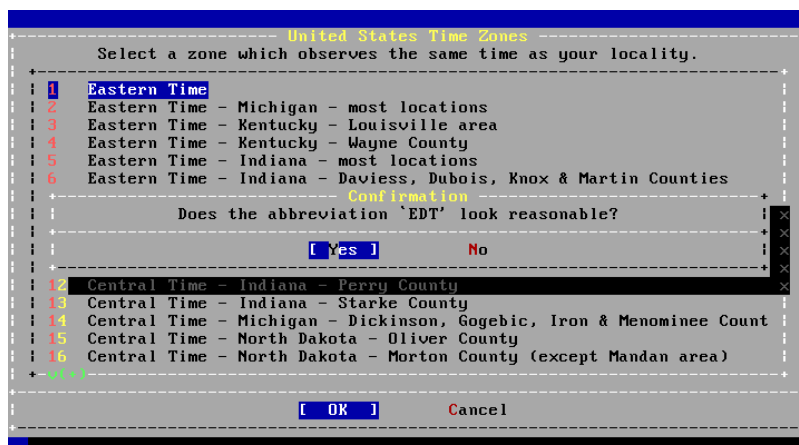 United States Time Zones
Select a zone which observes the same time as your locality.
1 Eastern Time
2 Eastern Time - Michigan - most locations
3 Eastern Time - Kentucky - Louisville area
4 Eastern Time - Kentucky - Wayne County
5 Eastern Time - Indiana - most locations
6 Eastern Time - Indiana - Daviess, Dubois, Knox & Martin Counties
Confirmation
Does the abbreviation `EDT' look reasonable?
[ Yes ] No
12 Central Time - Indiana - Perry County
13 Central Time - Indiana - Starke County
14 Central Time - Michigan - Dickinson, Gogebic, Iron & Menominee Count
15 Central Time - North Dakota - Oliver County
16 Central Time - North Dakota - Morton County (except Mandan area)
v(+)
[ OK ] Cancel